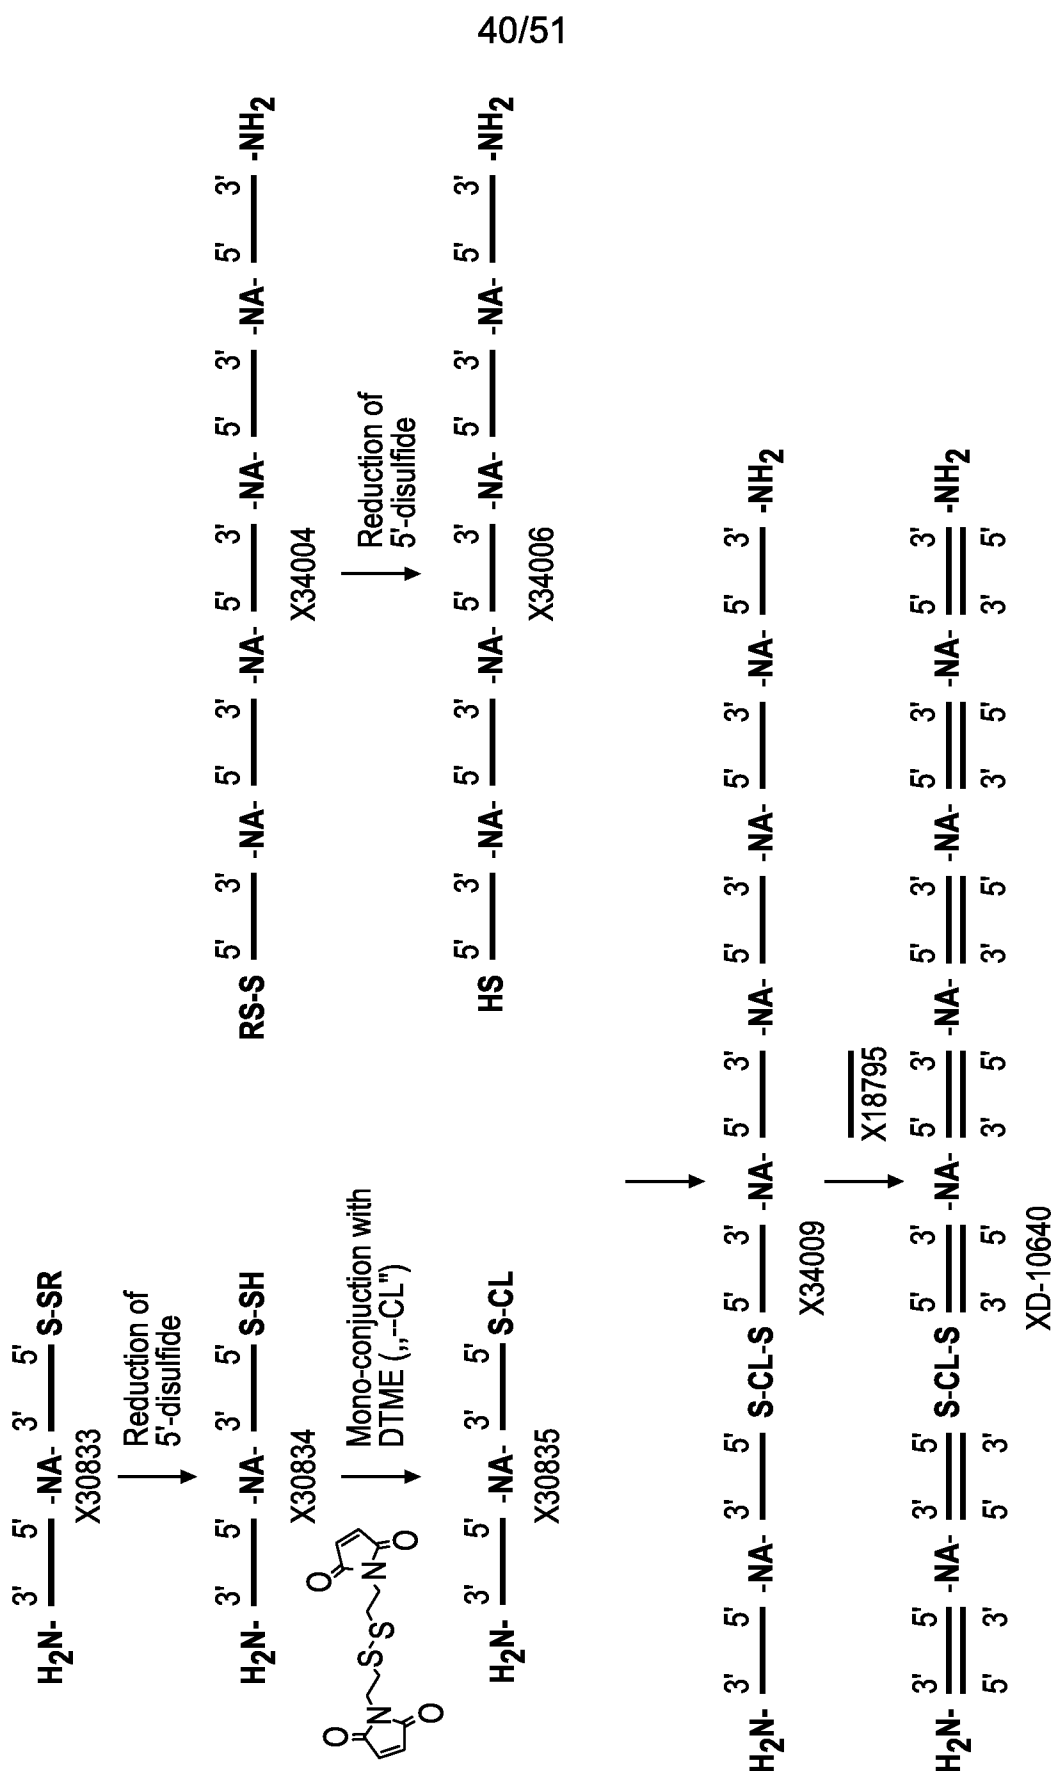 40/51
3' 5' 3' 5'
H2N- -NA- S-SR
X30833
Reduction of
5'-disulfide
3' 5' 3' 5'
H2N- -NA- S-SH
X30834
Mono-conjuction with
DTME („--CL")
O O N S-S N O O
3' 5' 3' 5'
H2N- -NA- S-CL
X30835
5' 3' 5' 3' 5' 3' 5' 3' 5' 3'
RS-S -NA- -NA- -NA- -NA- -NH2
X34004
Reduction of
5'-disulfide
5' 3' 5' 3' 5' 3' 5' 3' 5' 3'
HS -NA- -NA- -NA- -NA- -NH2
X34006
3' 5' 3' 5' 5' 3' 5' 3' 5' 3' 5' 3' 5' 3'
H2N- -NA- S-CL-S -NA- -NA- -NA- -NA- -NH2
X34009
X18795
3' 5' 3' 5' 5' 3' 5' 3' 5' 3' 5' 3' 5' 3'
H2N- -NA- S-CL-S -NA- -NA- -NA- -NA- -NH2
5' 3' 5' 3' 3' 5' 3' 5' 3' 5' 3' 5' 3' 5'
XD-10640